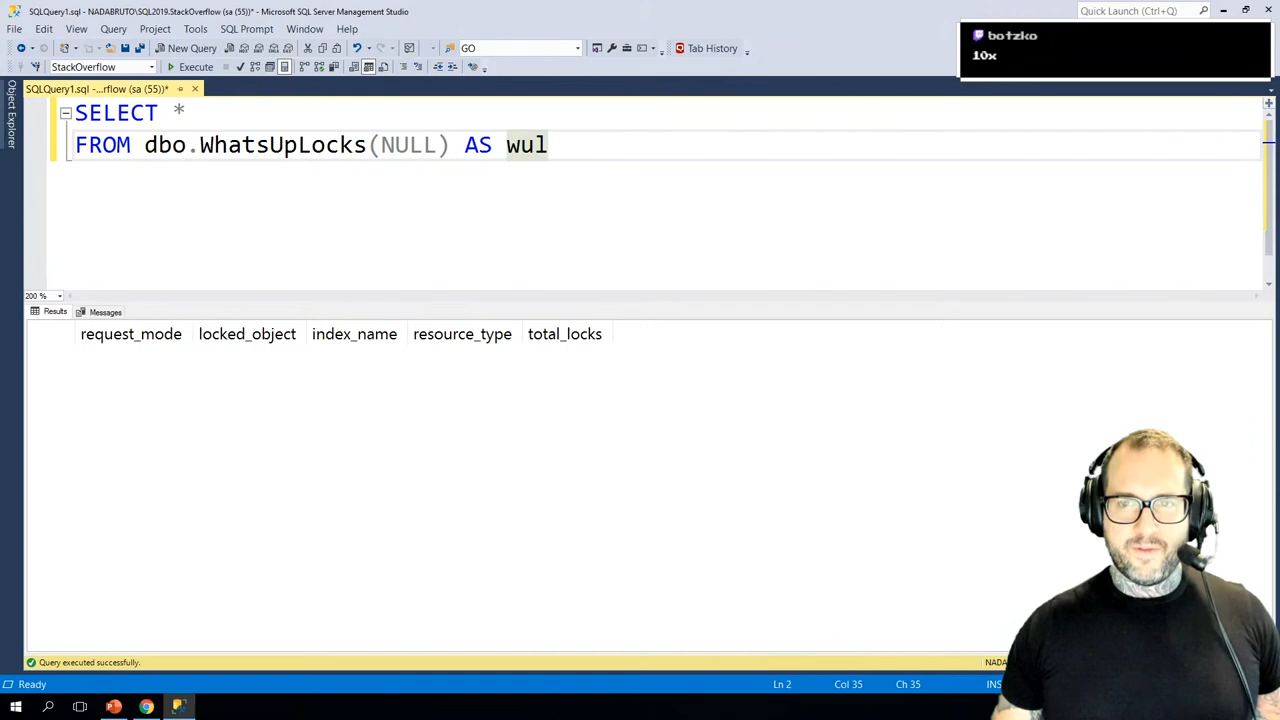 SQLQuery1.sql - NADABRUTO\SQL2019.StackOverflow (sa (55))* - Microsoft SQL Server Management Studio
Quick Launch (Ctrl+Q)
File Edit View Query Project Tools SQL Prompt Window Help
New Query
GO
Tab History
StackOverflow
Execute
botzko
10x
Object Explorer
SQLQuery1.sql -...rflow (sa (55))*
SELECT *
FROM dbo.WhatsUpLocks(NULL) AS wul
200 %
Results Messages
request_mode locked_object index_name resource_type total_locks
Query executed successfully.
NADA
Ready
Ln 2 Col 35 Ch 35 INS